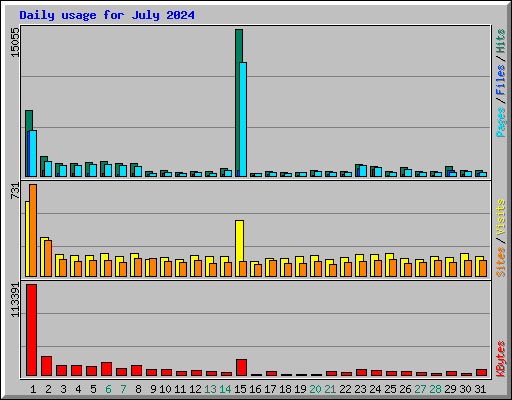 Daily usage for July 2024
15055
Pages / Files / Hits
731
Sites / Visits
113391
KBytes
1 2 3 4 5 6 7 8 9 10 11 12 13 14 15 16 17 18 19 20 21 22 23 24 25 26 27 28 29 30 31